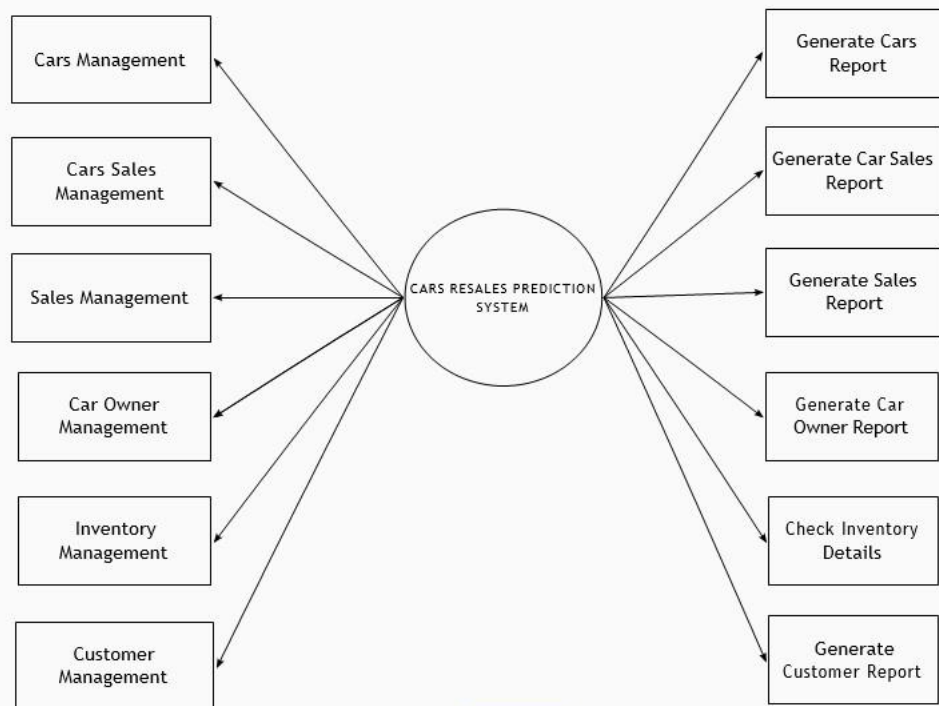 Cars Management
Cars Sales
Management
Sales Management
Car Owner
Management
Inventory
Management
Customer
Management
CARS RESALES PREDICTION
SYSTEM
Generate Cars
Report
Generate Car Sales
Report
Generate Sales
Report
Generate Car
Owner Report
Check Inventory
Details
Generate
Customer Report